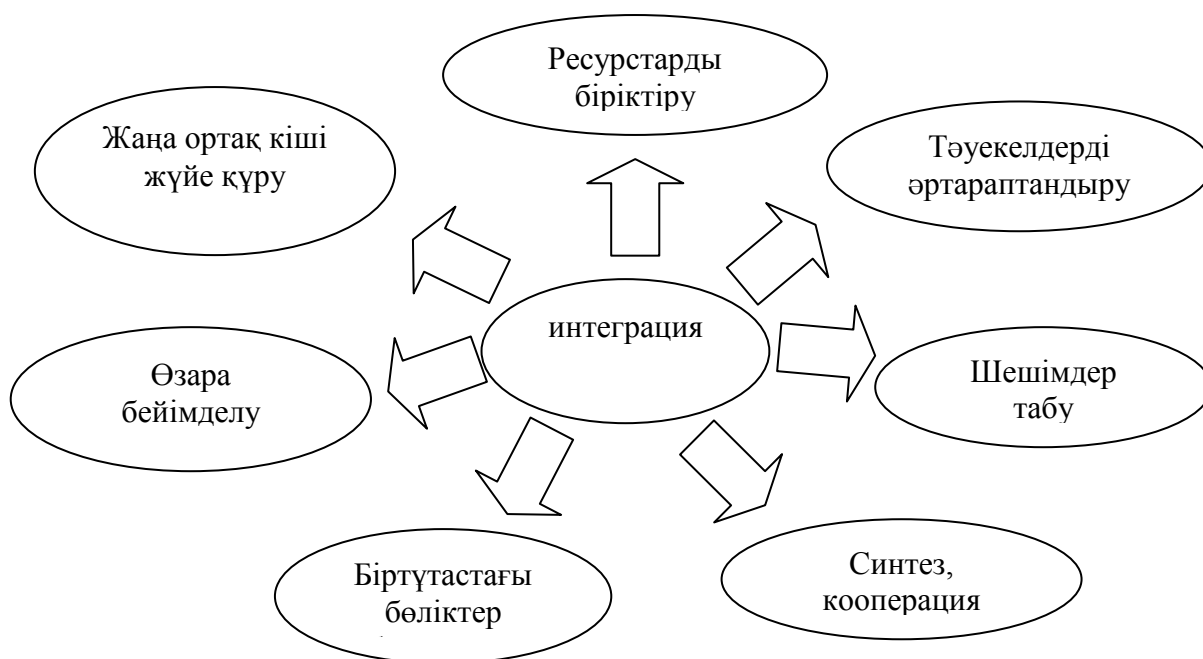 Ресурстарды
біріктіру
Жаңа ортақ кіші
жүйе құру
Тәуекелдерді
әртараптандыру
интеграция
Өзара
бейімделу
Шешімдер
табу
Біртұтастағы
бөліктер
Синтез,
кооперация